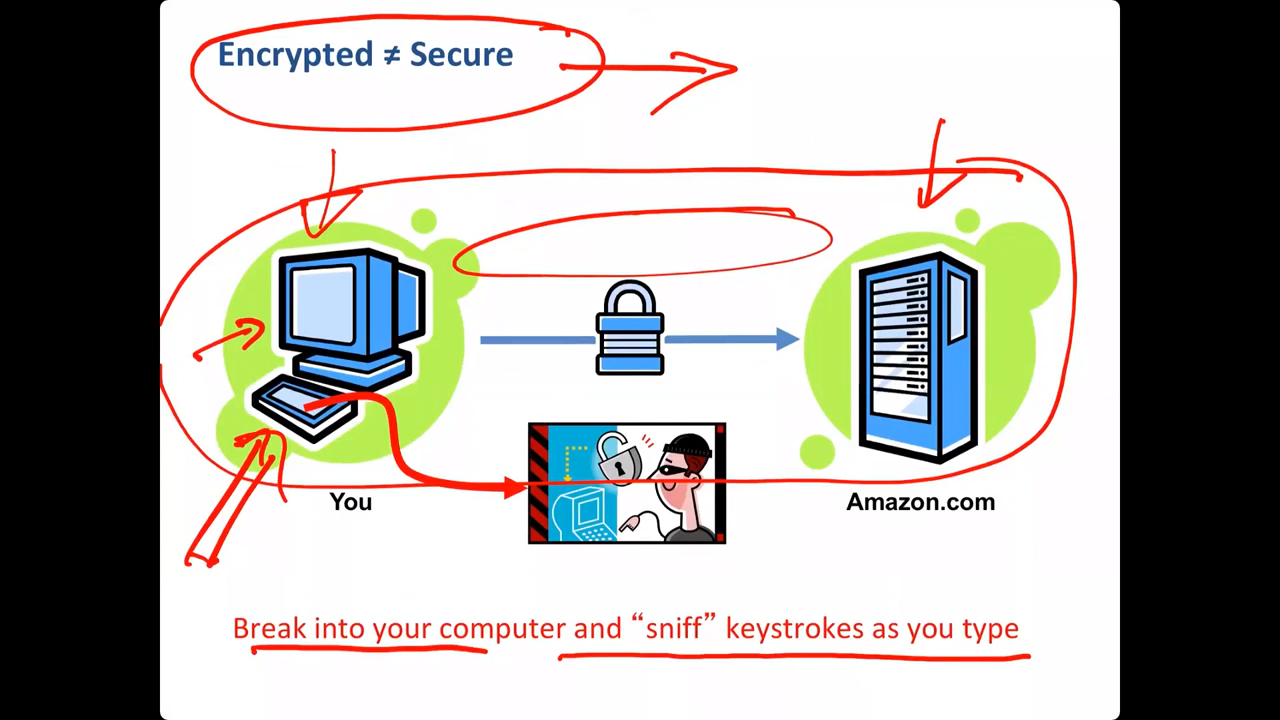 Encrypted ≠ Secure
You
Amazon.com
Break into your computer and “sniff” keystrokes as you type